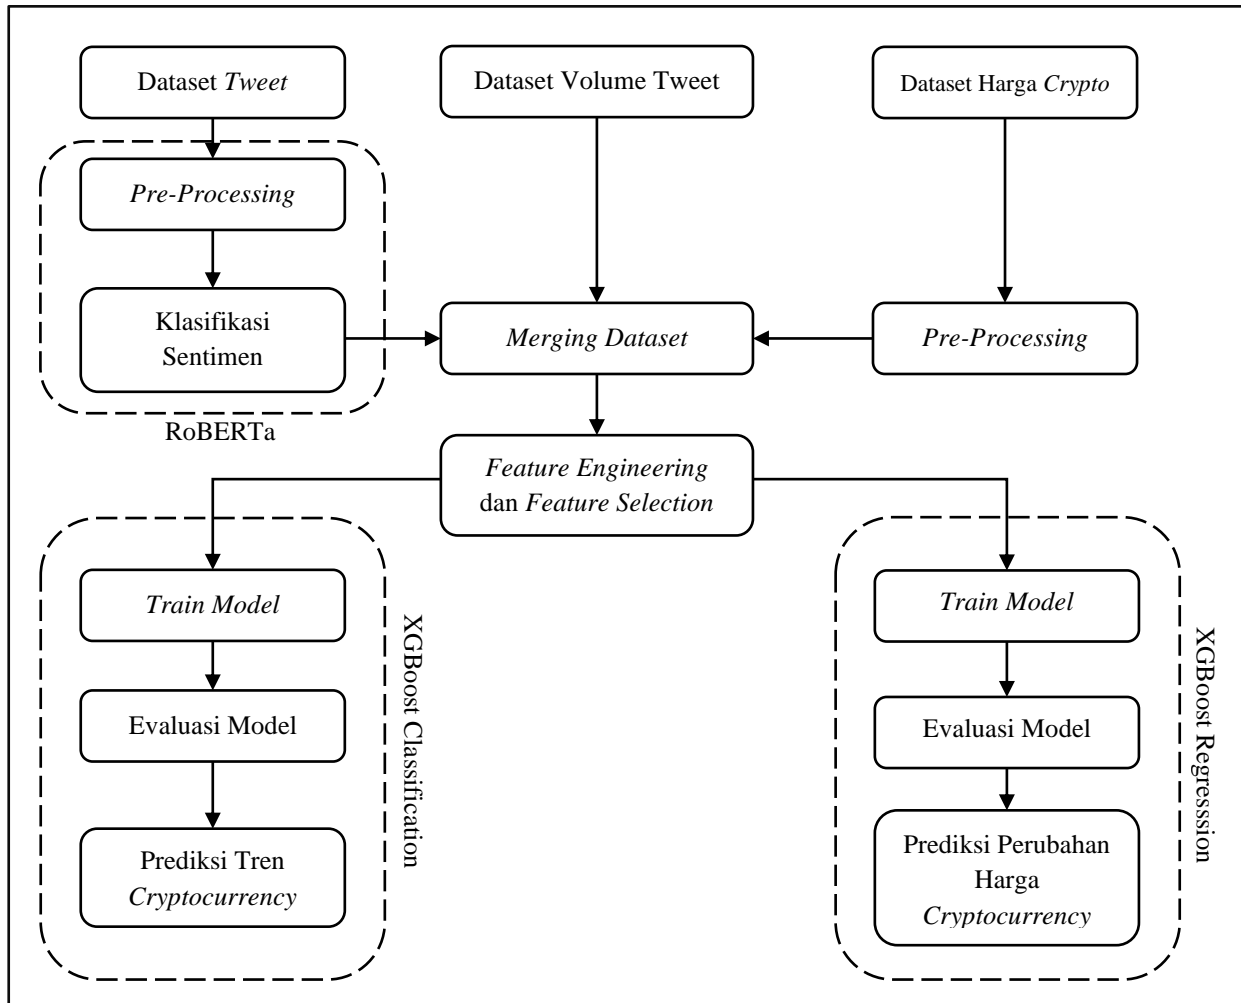 Dataset Tweet
Dataset Volume Tweet
Dataset Harga Crypto
Pre-Processing
Klasifikasi
Sentimen
Merging Dataset
Pre-Processing
RoBERTa
Feature Engineering
dan Feature Selection
Train Model
Evaluasi Model
Prediksi Tren
Cryptocurrency
XGBoost Classification
Train Model
Evaluasi Model
Prediksi Perubahan
Harga
Cryptocurrency
XGBoost Regresssion